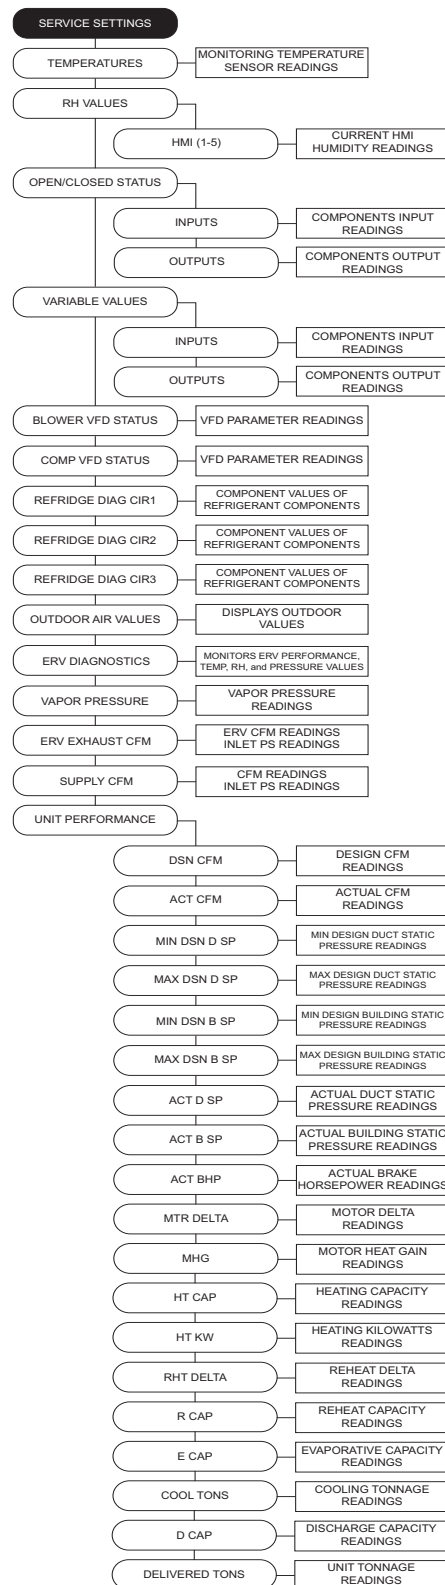 SERVICE SETTINGS
TEMPERATURES
MONITORING TEMPERATURE
SENSOR READINGS
RH VALUES
HMI (1-5)
CURRENT HMI
HUMIDITY READINGS
OPEN/CLOSED STATUS
INPUTS
COMPONENTS INPUT
READINGS
OUTPUTS
COMPONENTS OUTPUT
READINGS
VARIABLE VALUES
INPUTS
COMPONENTS INPUT
READINGS
OUTPUTS
COMPONENTS OUTPUT
READINGS
BLOWER VFD STATUS
VFD PARAMETER READINGS
COMP VFD STATUS
VFD PARAMETER READINGS
REFRIDGE DIAG CIR1
COMPONENT VALUES OF
REFRIGERANT COMPONENTS
REFRIDGE DIAG CIR2
COMPONENT VALUES OF
REFRIGERANT COMPONENTS
REFRIDGE DIAG CIR3
COMPONENT VALUES OF
REFRIGERANT COMPONENTS
OUTDOOR AIR VALUES
DISPLAYS OUTDOOR
VALUES
ERV DIAGNOSTICS
MONITORS ERV PERFORMANCE,
TEMP, RH, and PRESSURE VALUES
VAPOR PRESSURE
VAPOR PRESSURE
READINGS
ERV EXHAUST CFM
ERV CFM READINGS
INLET PS READINGS
SUPPLY CFM
CFM READINGS
INLET PS READINGS
UNIT PERFORMANCE
DSN CFM
DESIGN CFM
READINGS
ACT CFM
ACTUAL CFM
READINGS
MIN DSN D SP
MIN DESIGN DUCT STATIC
PRESSURE READINGS
MAX DSN D SP
MAX DESIGN DUCT STATIC
PRESSURE READINGS
MIN DSN B SP
MIN DESIGN BUILDING STATIC
PRESSURE READINGS
MAX DSN B SP
MAX DESIGN BUILDING STATIC
PRESSURE READINGS
ACT D SP
ACTUAL DUCT STATIC
PRESSURE READINGS
ACT B SP
ACTUAL BUILDING STATIC
PRESSURE READINGS
ACT BHP
ACTUAL BRAKE
HORSEPOWER READINGS
MTR DELTA
MOTOR DELTA
READINGS
MHG
MOTOR HEAT GAIN
READINGS
HT CAP
HEATING CAPACITY
READINGS
HT KW
HEATING KILOWATTS
READINGS
RHT DELTA
REHEAT DELTA
READINGS
R CAP
REHEAT CAPACITY
READINGS
E CAP
EVAPORATIVE CAPACITY
READINGS
COOL TONS
COOLING TONNAGE
READINGS
D CAP
DISCHARGE CAPACITY
READINGS
DELIVERED TONS
UNIT TONNAGE
READINGS